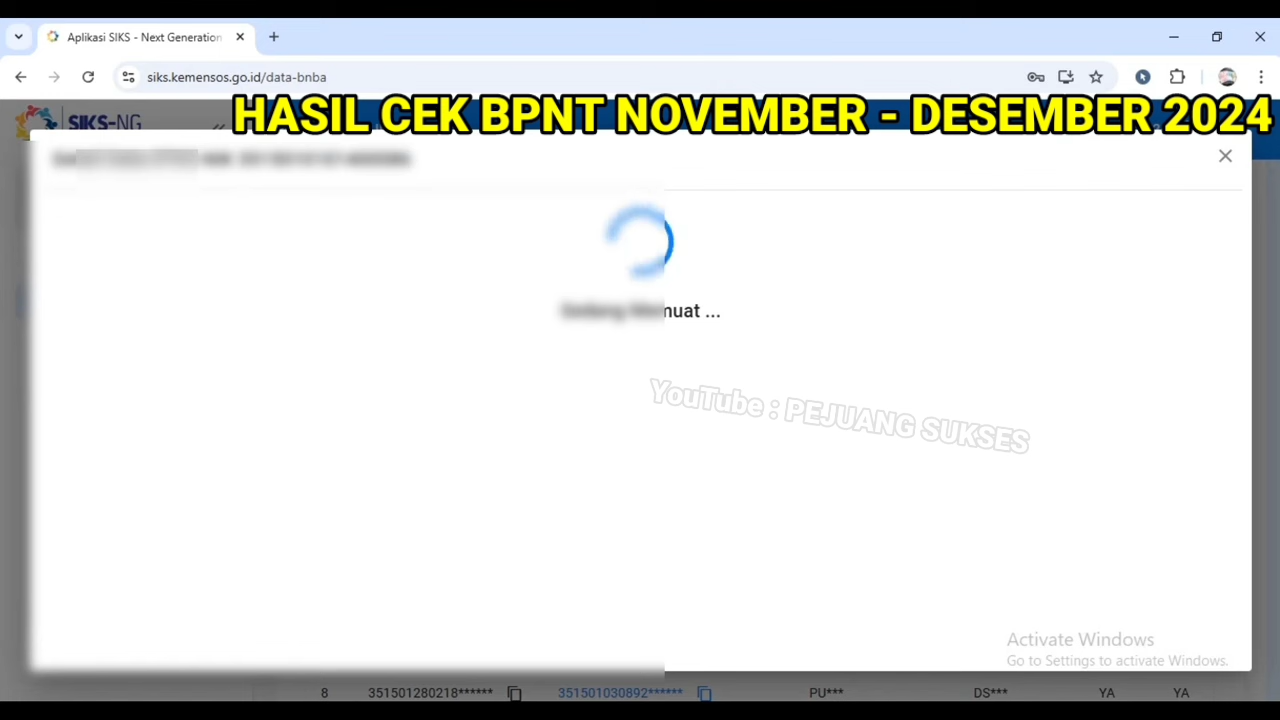 Aplikasi SIKS - Next Generation
siks.kemensos.go.id/data-bnba
SIKS-NG
HASIL CEK BPNT NOVEMBER - DESEMBER 2024
muat ...
YouTube : PEJUANG SUKSES
Activate Windows
Go to Settings to activate Windows.
8 351501280218****** 351501030892****** PU*** DS*** YA YA